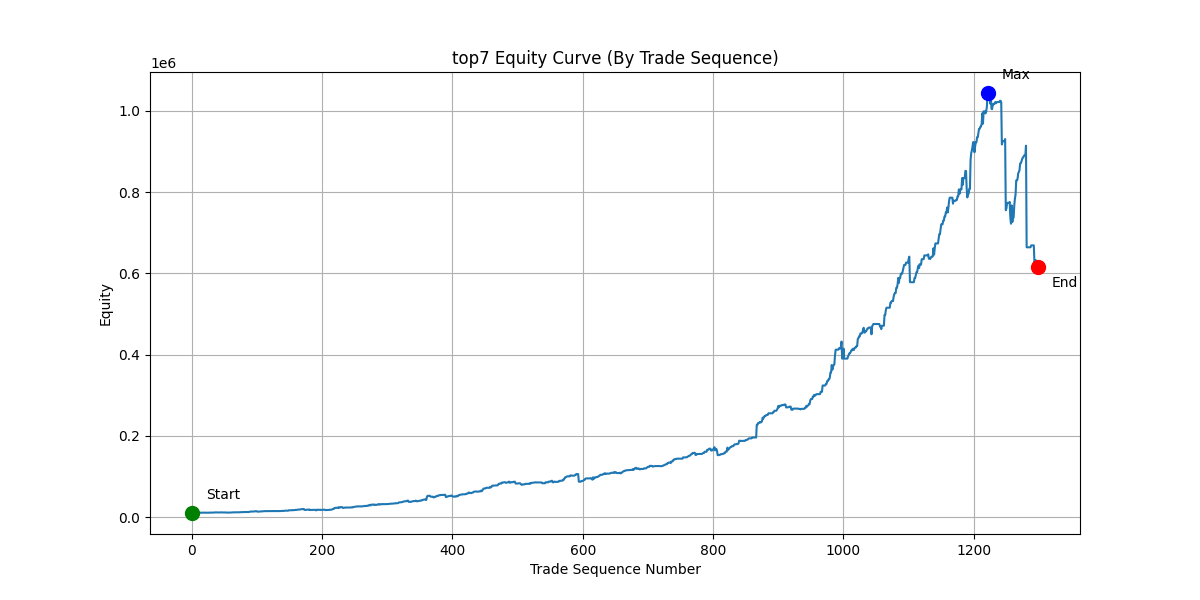 top7 Equity Curve (By Trade Sequence)
1e6
Max
1.0
0.8
0.6
End
0.4
0.2
Start
0.0
Equity
0 200 400 600 800 1000 1200
Trade Sequence Number